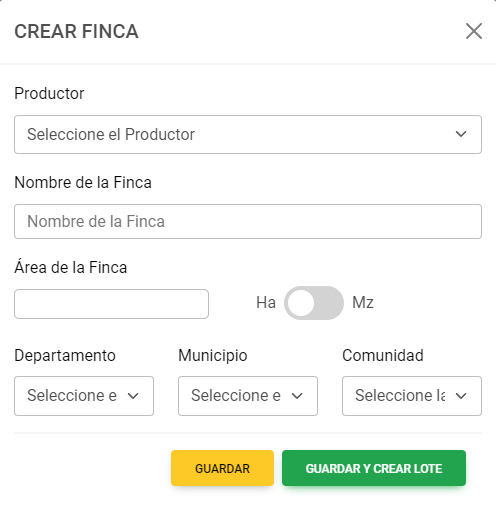 CREAR FINCA
Productor
Seleccione el Productor
Nombre de la Finca
Nombre de la Finca
Área de la Finca
Ha Mz
Departamento Municipio Comunidad
Seleccione e Seleccione e Seleccione la
GUARDAR GUARDAR Y CREAR LOTE